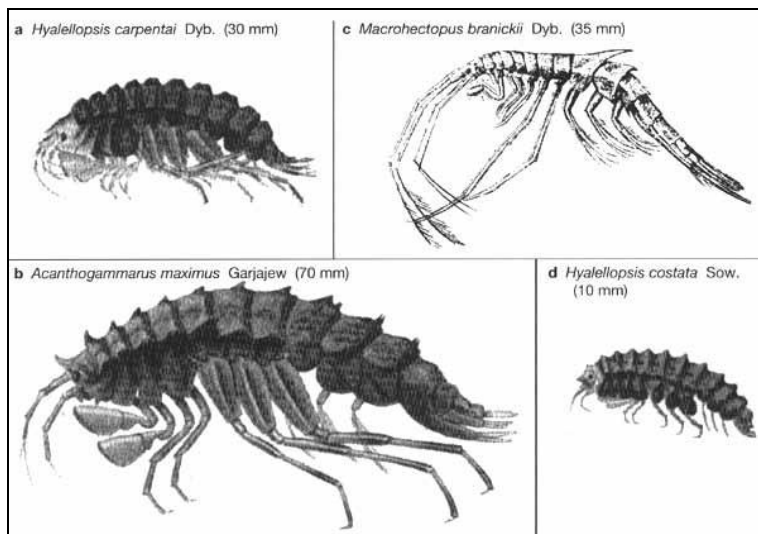 a Hyalellopsis carpentai Dyb. (30 mm)
c Macrohectopus branickii Dyb. (35 mm)
b Acanthogammarus maximus Garjajew (70 mm)
d Hyalellopsis costata Sow.
(10 mm)